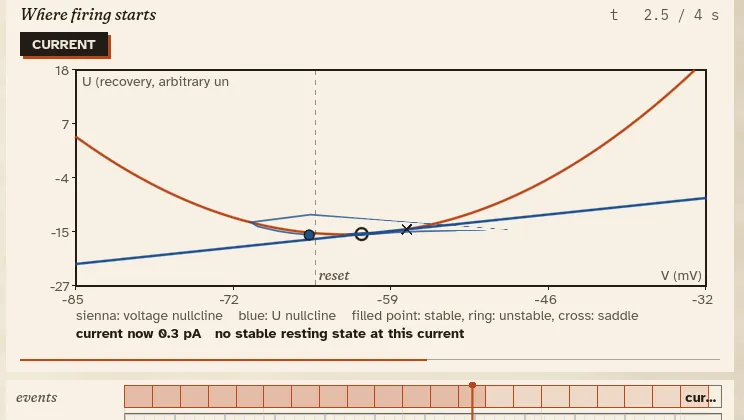 Where firing starts
t 2.5 / 4 s
CURRENT
18
U (recovery, arbitrary un
7
-4
-15
-27
reset
V (mV)
-85
-72
-59
-46
-32
sienna: voltage nullcline blue: U nullcline filled point: stable, ring: unstable, cross: saddle
current now 0.3 pA no stable resting state at this current
events
cur...